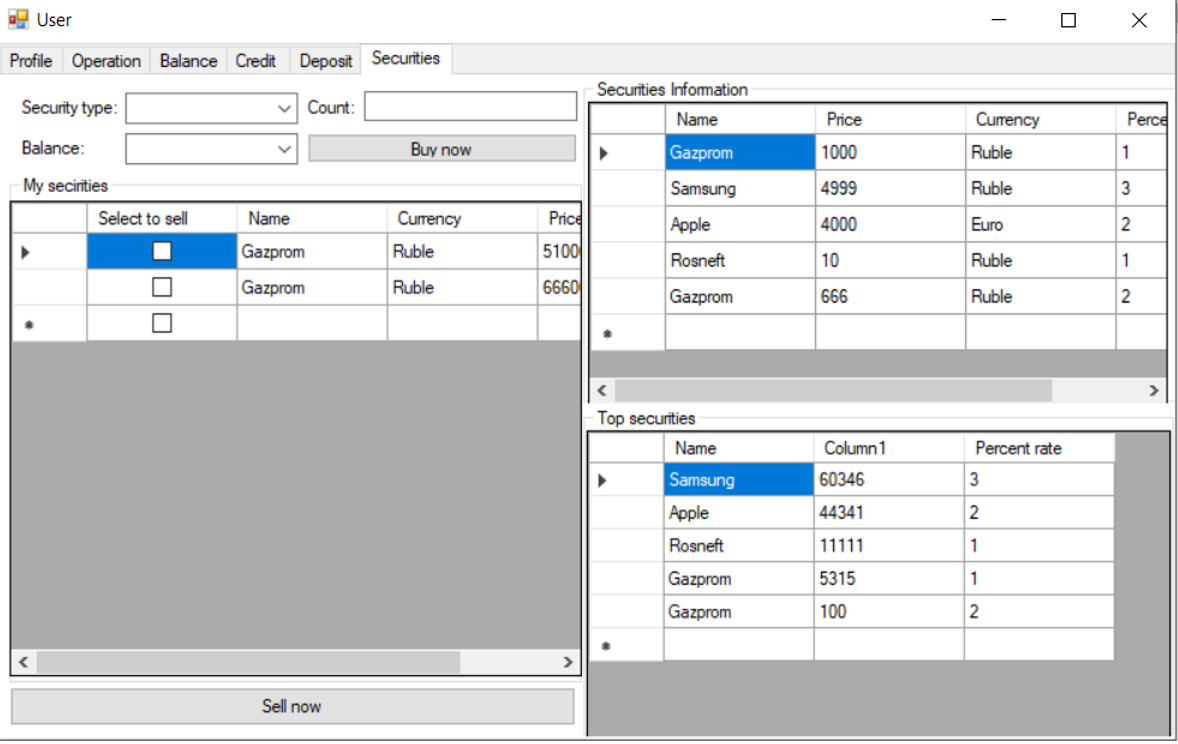 User
Profile Operation Balance Credit Deposit Securities
Security type: Count:
Balance: Buy now
My secirities
Select to sell Name Currency Price
Gazprom Ruble 5100
Gazprom Ruble 6660
Sell now
Securities Information
Name Price Currency Perce
Gazprom 1000 Ruble 1
Samsung 4999 Ruble 3
Apple 4000 Euro 2
Rosneft 10 Ruble 1
Gazprom 666 Ruble 2
Top securities
Name Column1 Percent rate
Samsung 60346 3
Apple 44341 2
Rosneft 11111 1
Gazprom 5315 1
Gazprom 100 2